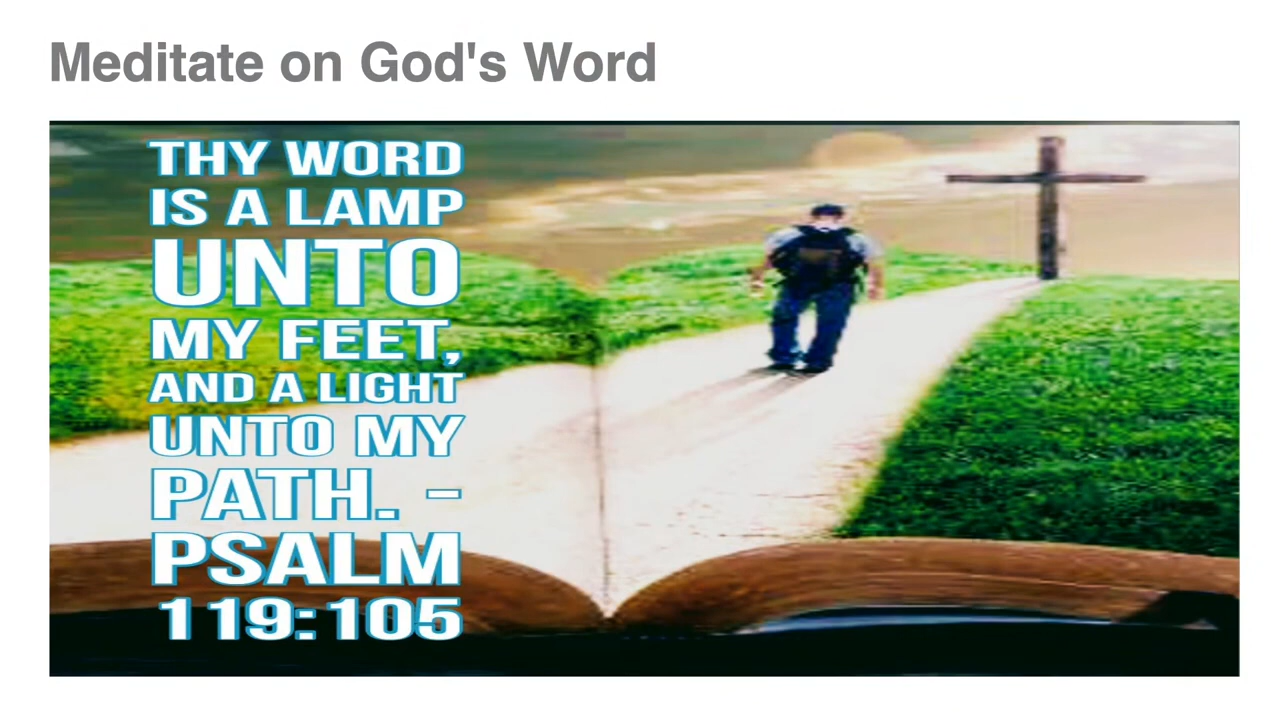 Meditate on God's Word
THY WORD
IS A LAMP
UNTO
MY FEET,
AND A LIGHT
UNTO MY
PATH. -
PSALM
119:105